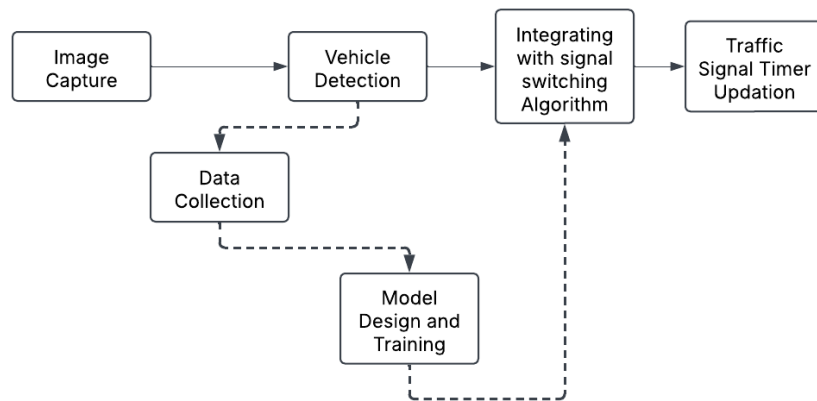 Image
Capture
Vehicle
Detection
Integrating
with signal
switching
Algorithm
Traffic
Signal Timer
Updation
Data
Collection
Model
Design and
Training